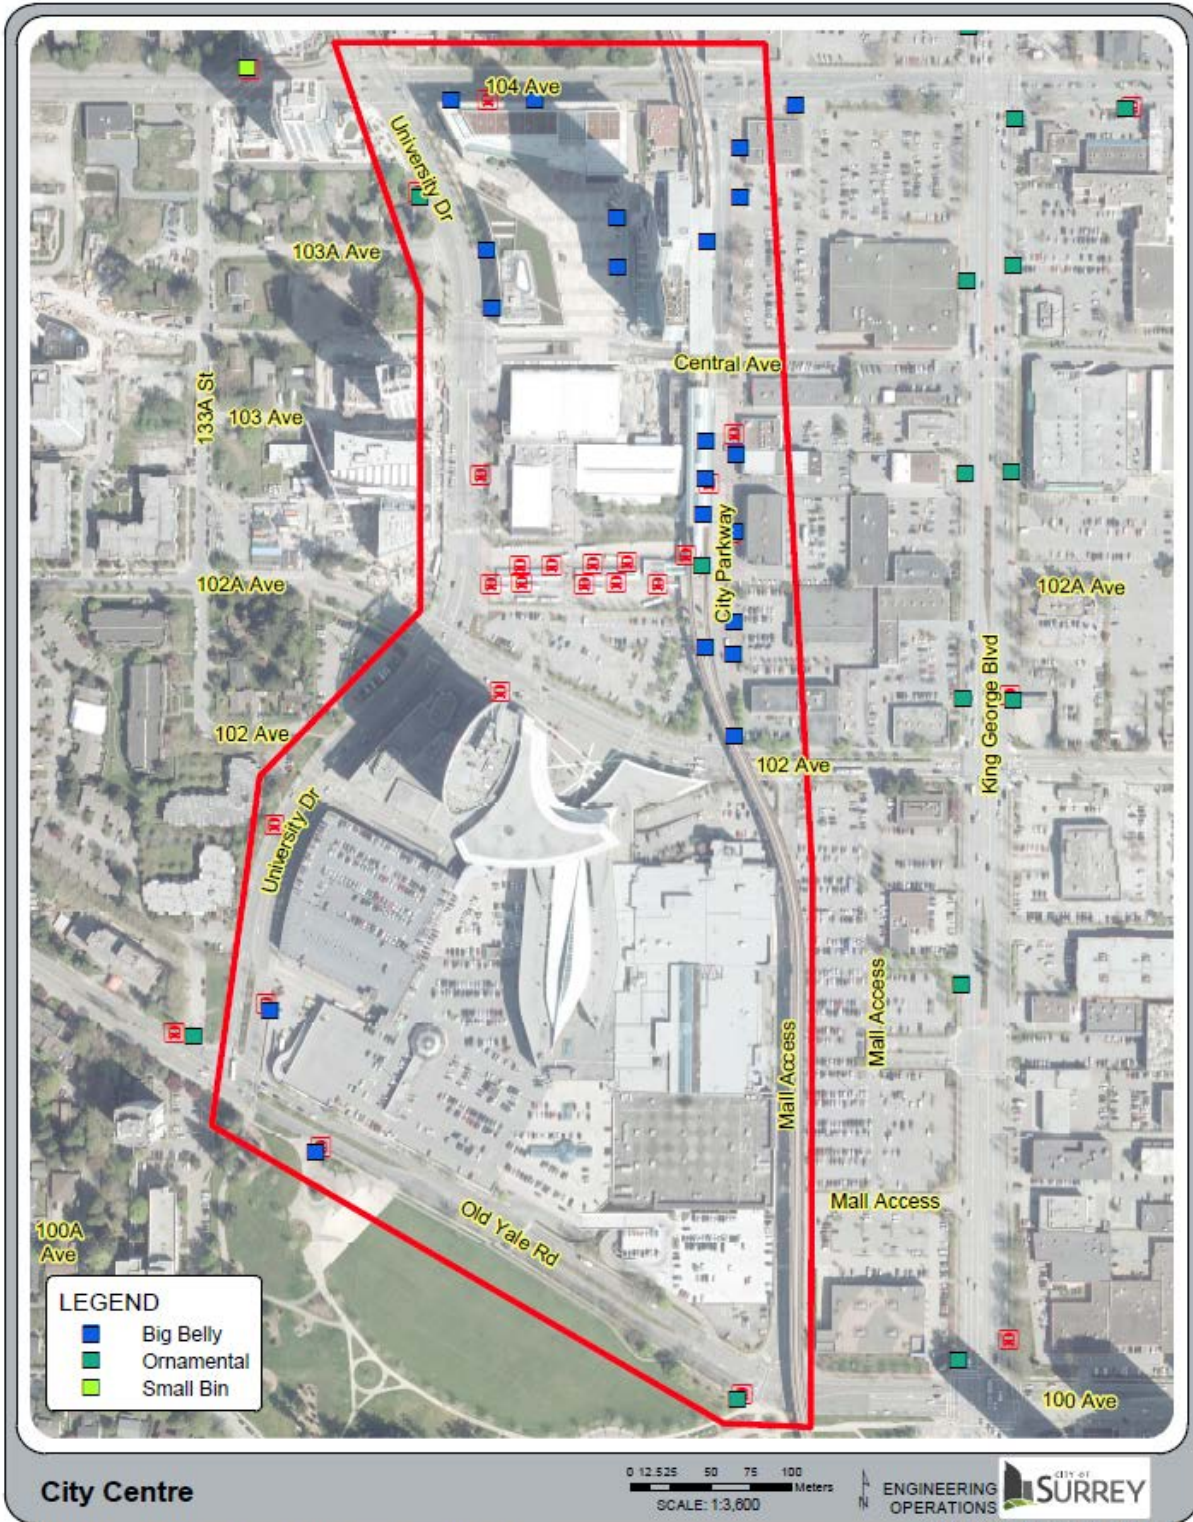 104 Ave
University Dr
103A Ave
Central Ave
133A St
103 Ave
City Parkway
102A Ave
102A Ave
King George Blvd
102 Ave
102 Ave
University Dr
Mall Access
Mall Access
Mall Access
Old Yale Rd
100A
Ave
LEGEND
Big Belly
Ornamental
Small Bin
100 Ave
City Centre
0 12.525 50 75 100
Meters
SCALE: 1:3,600
N
ENGINEERING
OPERATIONS
CITY OF
SURREY